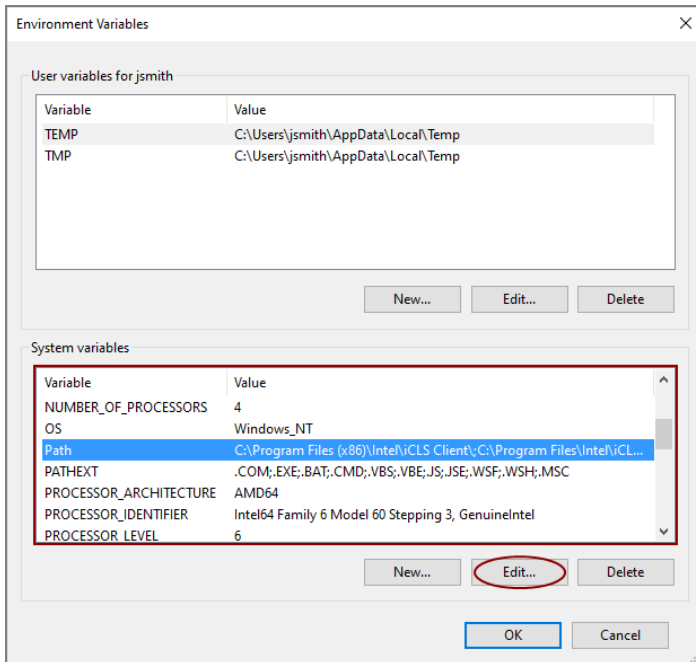 Environment Variables
User variables for jsmith
Variable Value
TEMP C:\Users\jsmith\AppData\Local\Temp
TMP C:\Users\jsmith\AppData\Local\Temp
New... Edit... Delete
System variables
Variable Value
NUMBER_OF_PROCESSORS 4
OS Windows_NT
Path C:\Program Files (x86)\Intel\iCLS Client\;C:\Program Files\Intel\iCL...
PATHEXT .COM;.EXE;.BAT;.CMD;.VBS;.VBE;.JS;.JSE;.WSF;.WSH;.MSC
PROCESSOR_ARCHITECTURE AMD64
PROCESSOR_IDENTIFIER Intel64 Family 6 Model 60 Stepping 3, GenuineIntel
PROCESSOR_LEVEL 6
New... Edit... Delete
OK Cancel